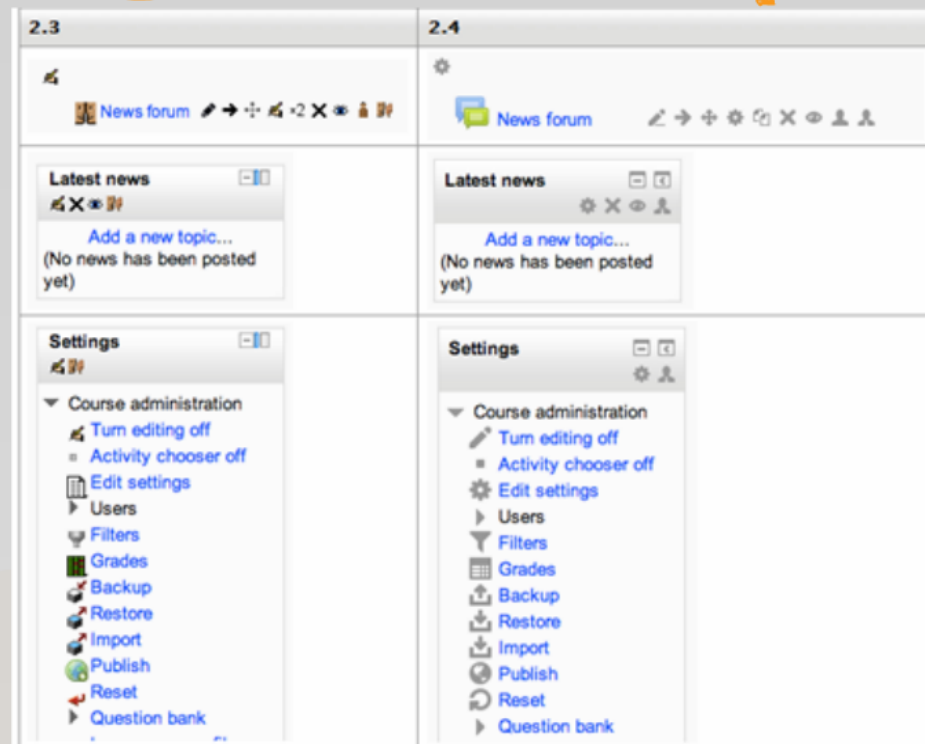 2.3
2.4
News forum
×2
News forum
Latest news
Add a new topic...
(No news has been posted
yet)
Latest news
Add a new topic...
(No news has been posted
yet)
Settings
Course administration
Turn editing off
Activity chooser off
Edit settings
Users
Filters
Grades
Backup
Restore
Import
Publish
Reset
Question bank
Settings
Course administration
Turn editing off
Activity chooser off
Edit settings
Users
Filters
Grades
Backup
Restore
Import
Publish
Reset
Question bank